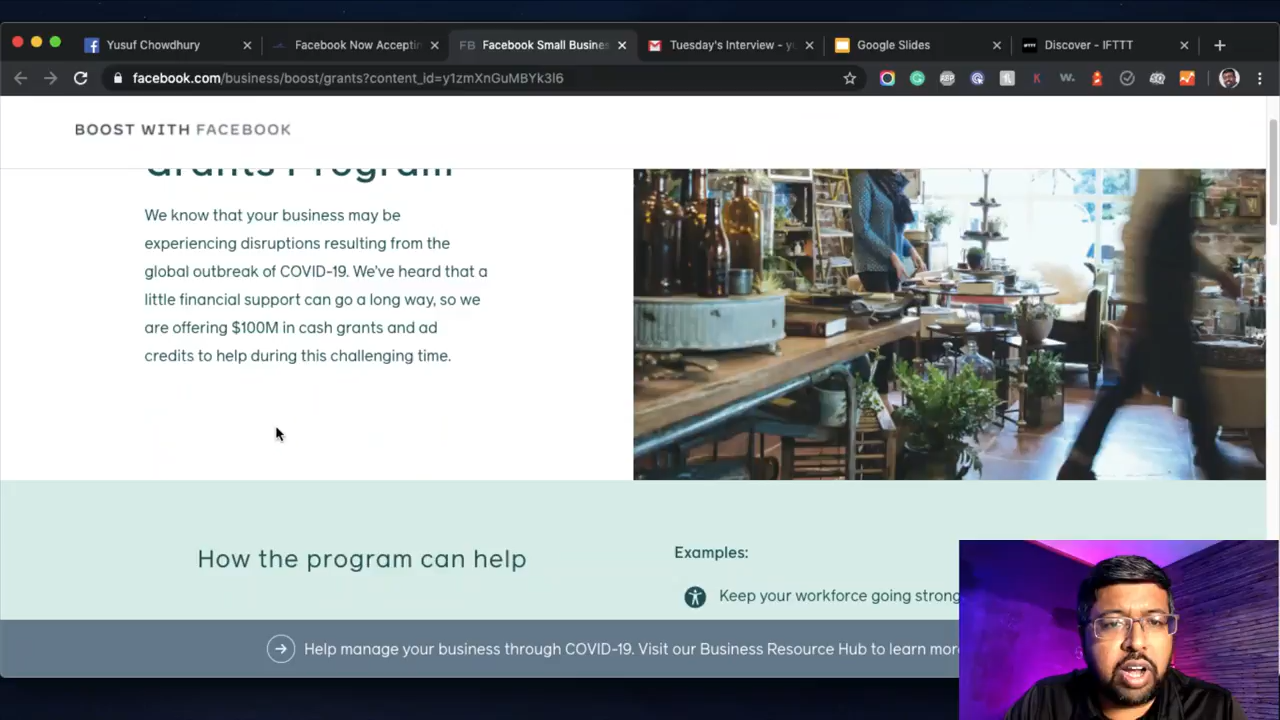 Yusuf Chowdhury
Facebook Now Acceptin
FB Facebook Small Busines
Tuesday's Interview - yu
Google Slides
Discover - IFTTT
facebook.com/business/boost/grants?content_id=y1zmXnGuMBYk3l6
BOOST WITH FACEBOOK
Grants Program
We know that your business may be
experiencing disruptions resulting from the
global outbreak of COVID-19. We've heard that a
little financial support can go a long way, so we
are offering $100M in cash grants and ad
credits to help during this challenging time.
How the program can help
Examples:
Keep your workforce going strong
Help manage your business through COVID-19. Visit our Business Resource Hub to learn more